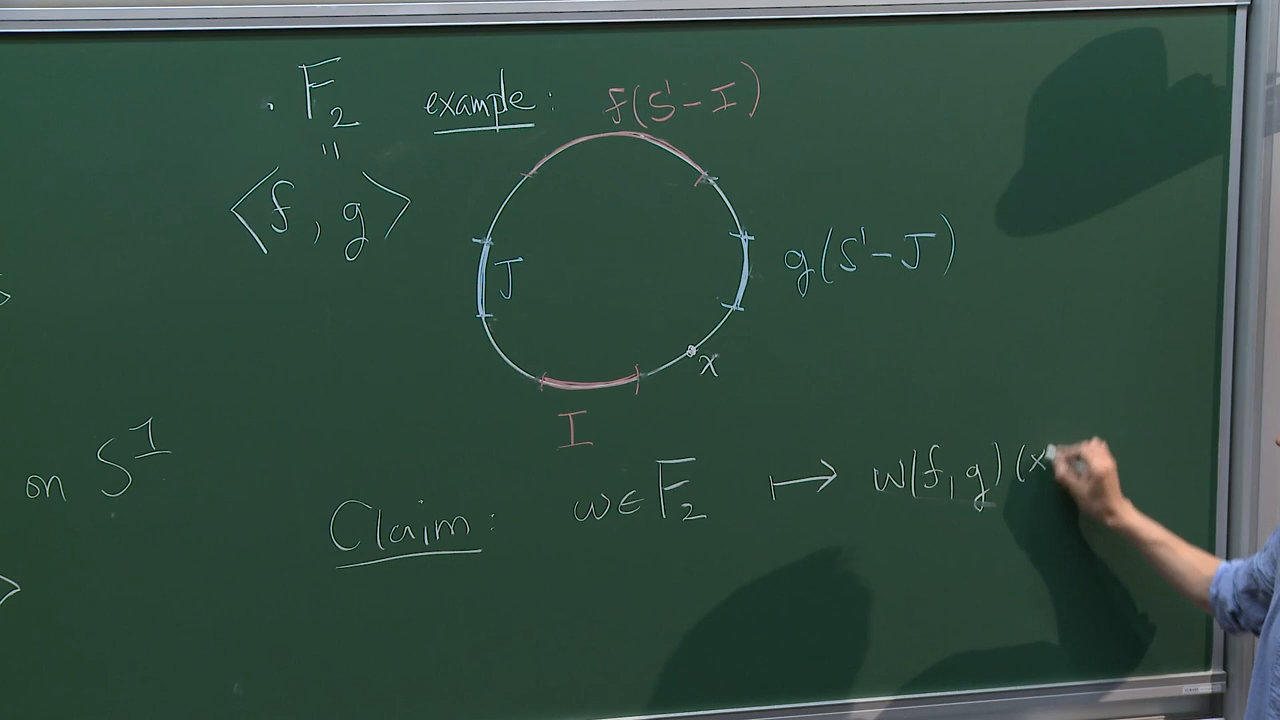 · F₂ example: f(S¹-I)
"
<f, g>
J
g(S¹-J)
x
I
on S¹
Claim: w∈F₂ ↦ w(f,g)(x